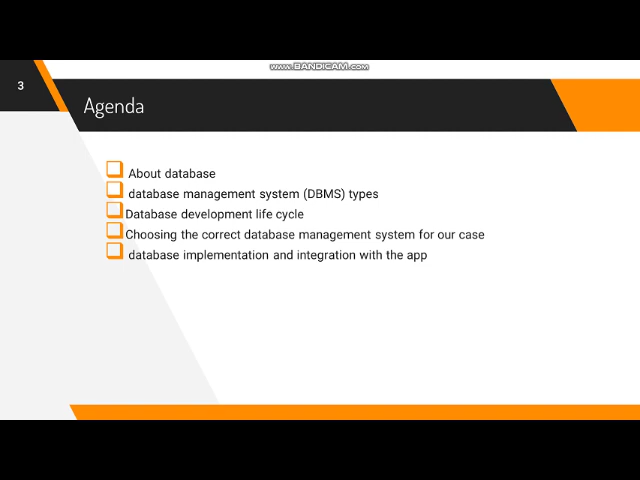 www.BANDICAM.com
3
Agenda
About database
database management system (DBMS) types
Database development life cycle
Choosing the correct database management system for our case
database implementation and integration with the app